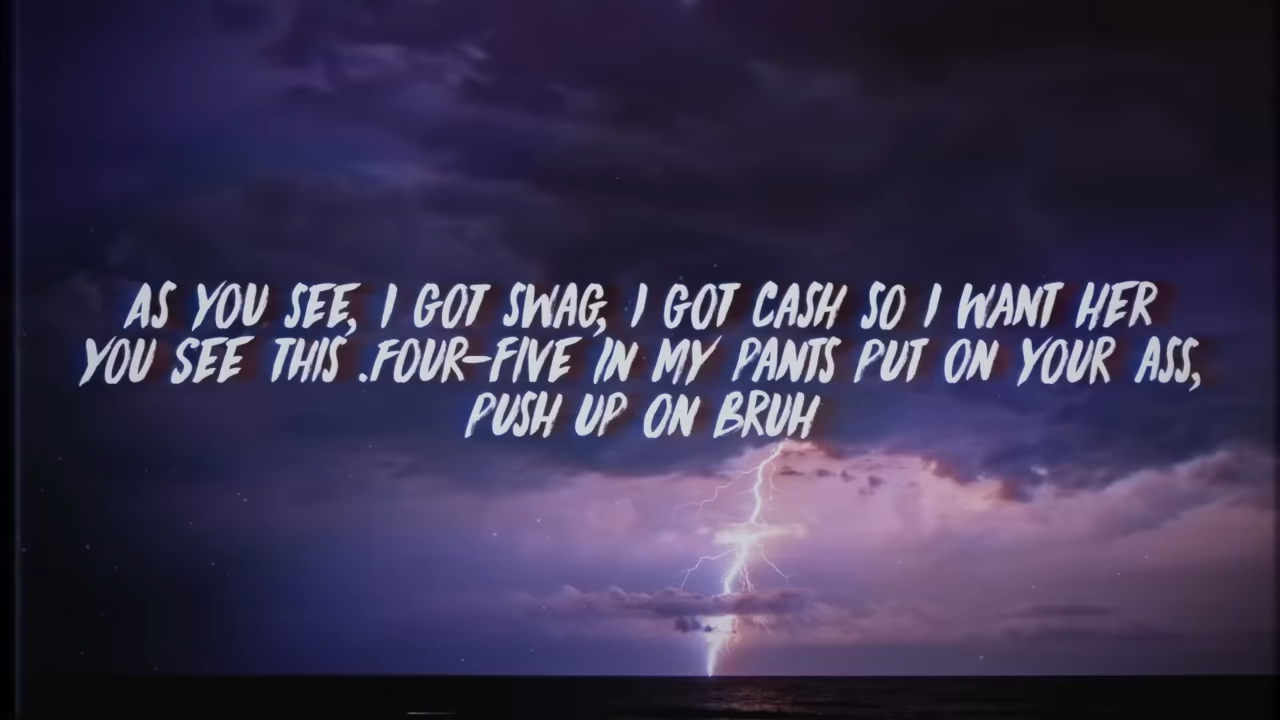 AS YOU SEE, I GOT SWAG, I GOT CASH SO I WANT HER
YOU SEE THIS .FOUR-FIVE IN MY PANTS PUT ON YOUR ASS,
PUSH UP ON BRUH